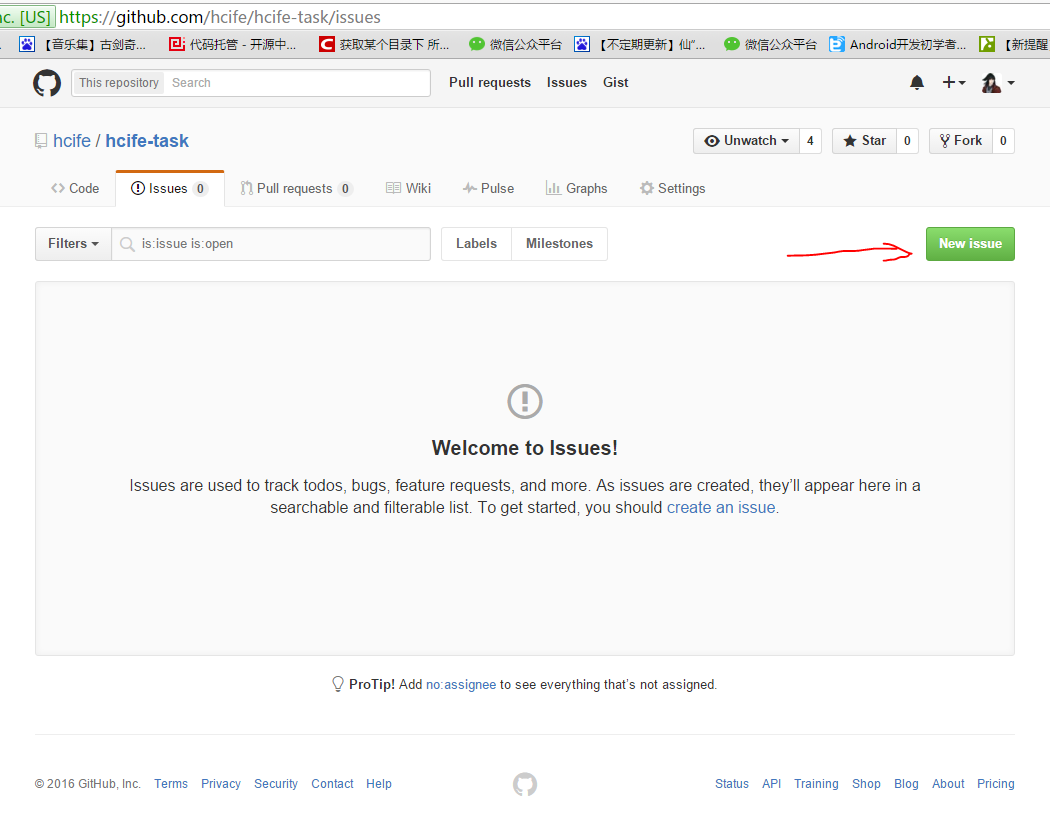 nc. [US] https://github.com/hcife/hcife-task/issues
【音乐集】古剑奇... 代码托管 - 开源中... 获取某个目录下 所... 微信公众平台 【不定期更新】仙“... 微信公众平台 Android开发初学者... 【新提醒
This repository Search Pull requests Issues Gist
hcife / hcife-task Unwatch 4 Star 0 Fork 0
Code Issues 0 Pull requests 0 Wiki Pulse Graphs Settings
Filters is:issue is:open Labels Milestones New issue
Welcome to Issues!
Issues are used to track todos, bugs, feature requests, and more. As issues are created, they’ll appear here in a
searchable and filterable list. To get started, you should create an issue.
ProTip! Add no:assignee to see everything that’s not assigned.
© 2016 GitHub, Inc. Terms Privacy Security Contact Help Status API Training Shop Blog About Pricing